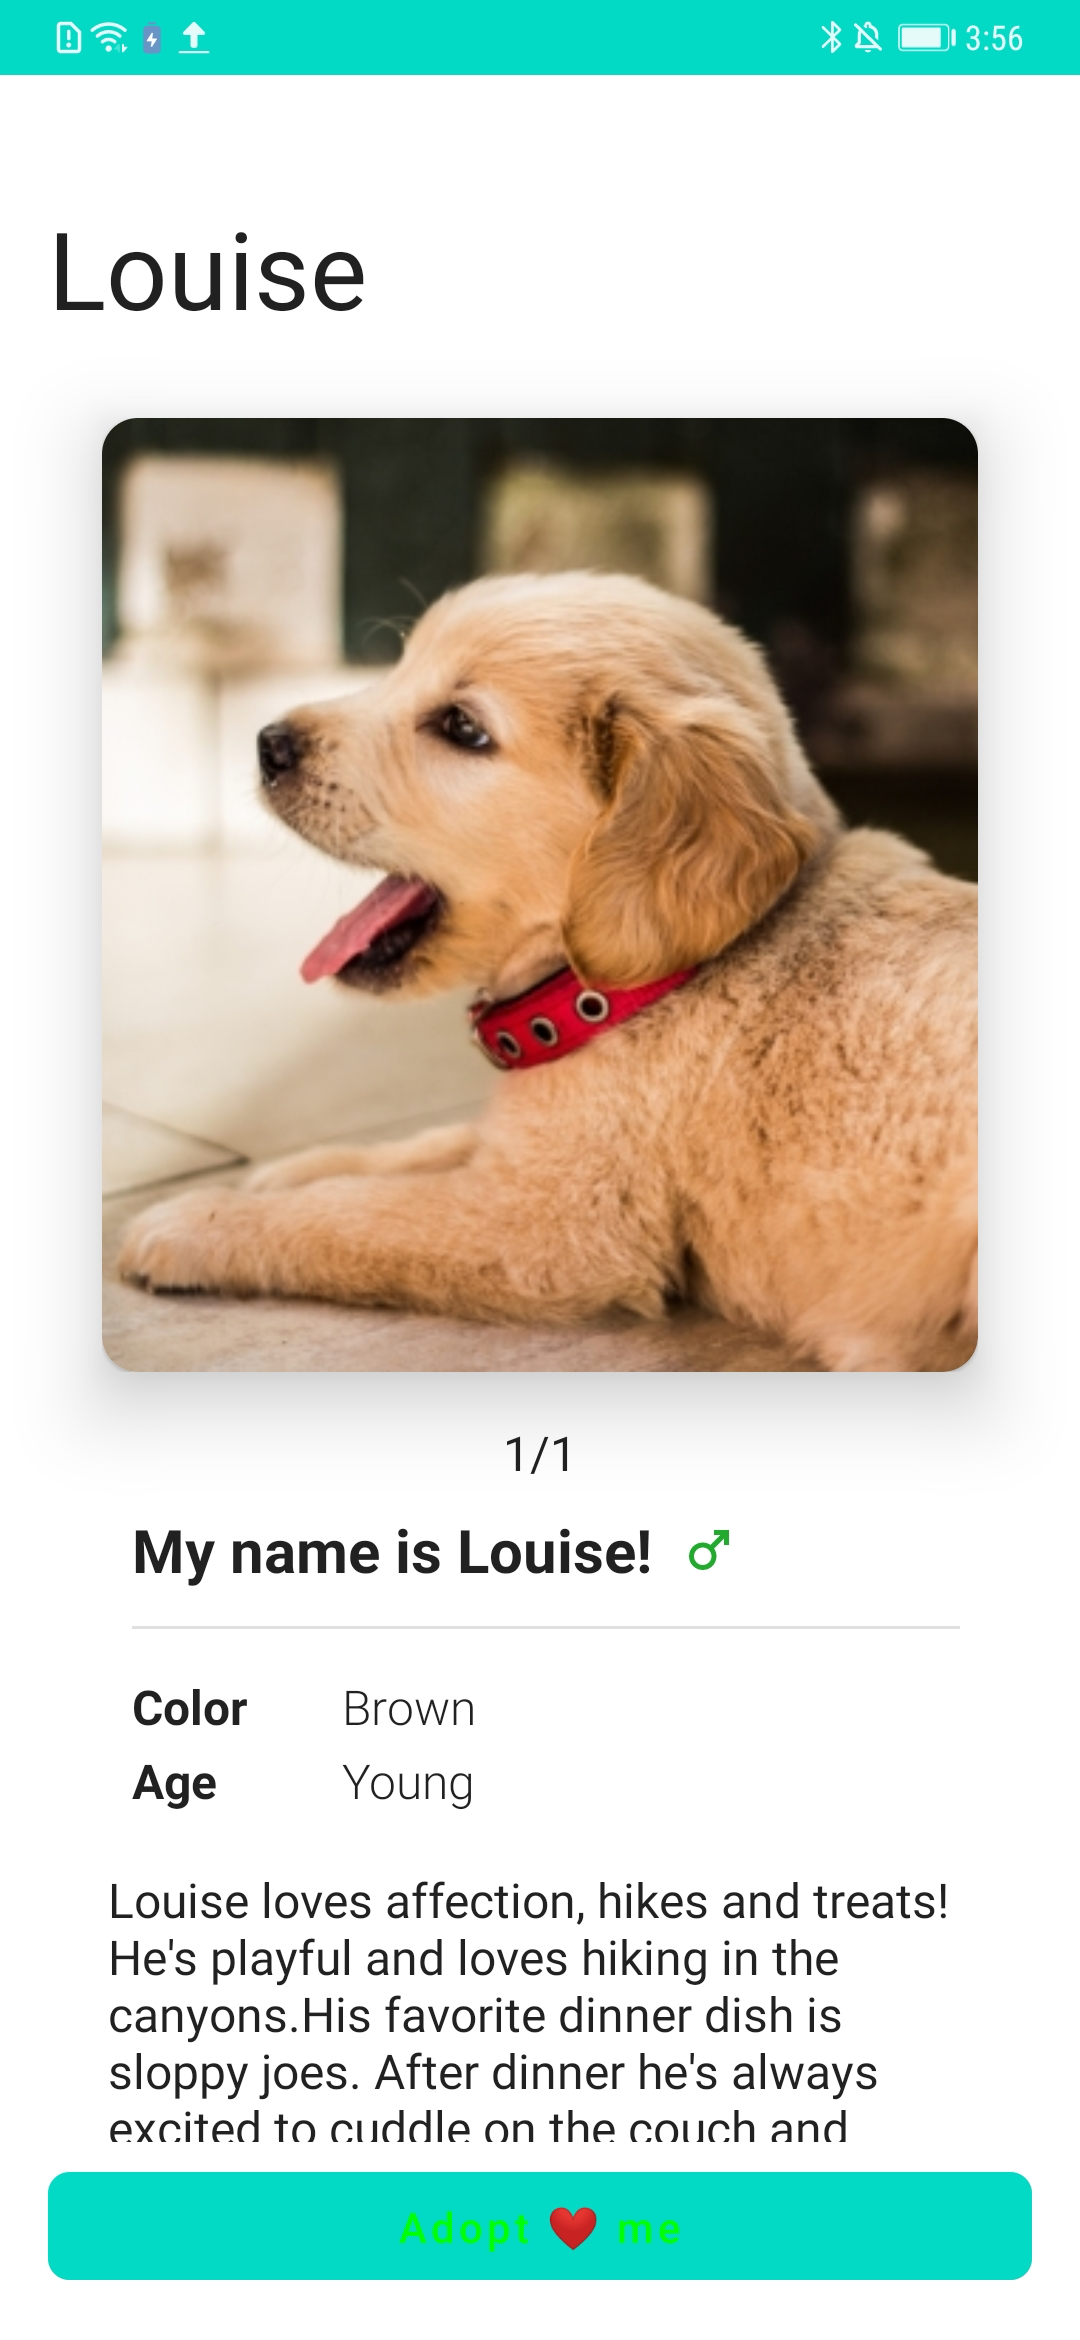 3:56
Louise
1/1
My name is Louise! ♂
Color Brown
Age Young
Louise loves affection, hikes and treats!
He's playful and loves hiking in the
canyons.His favorite dinner dish is
sloppy joes. After dinner he's always
excited to cuddle on the couch and
Adopt ❤️ me